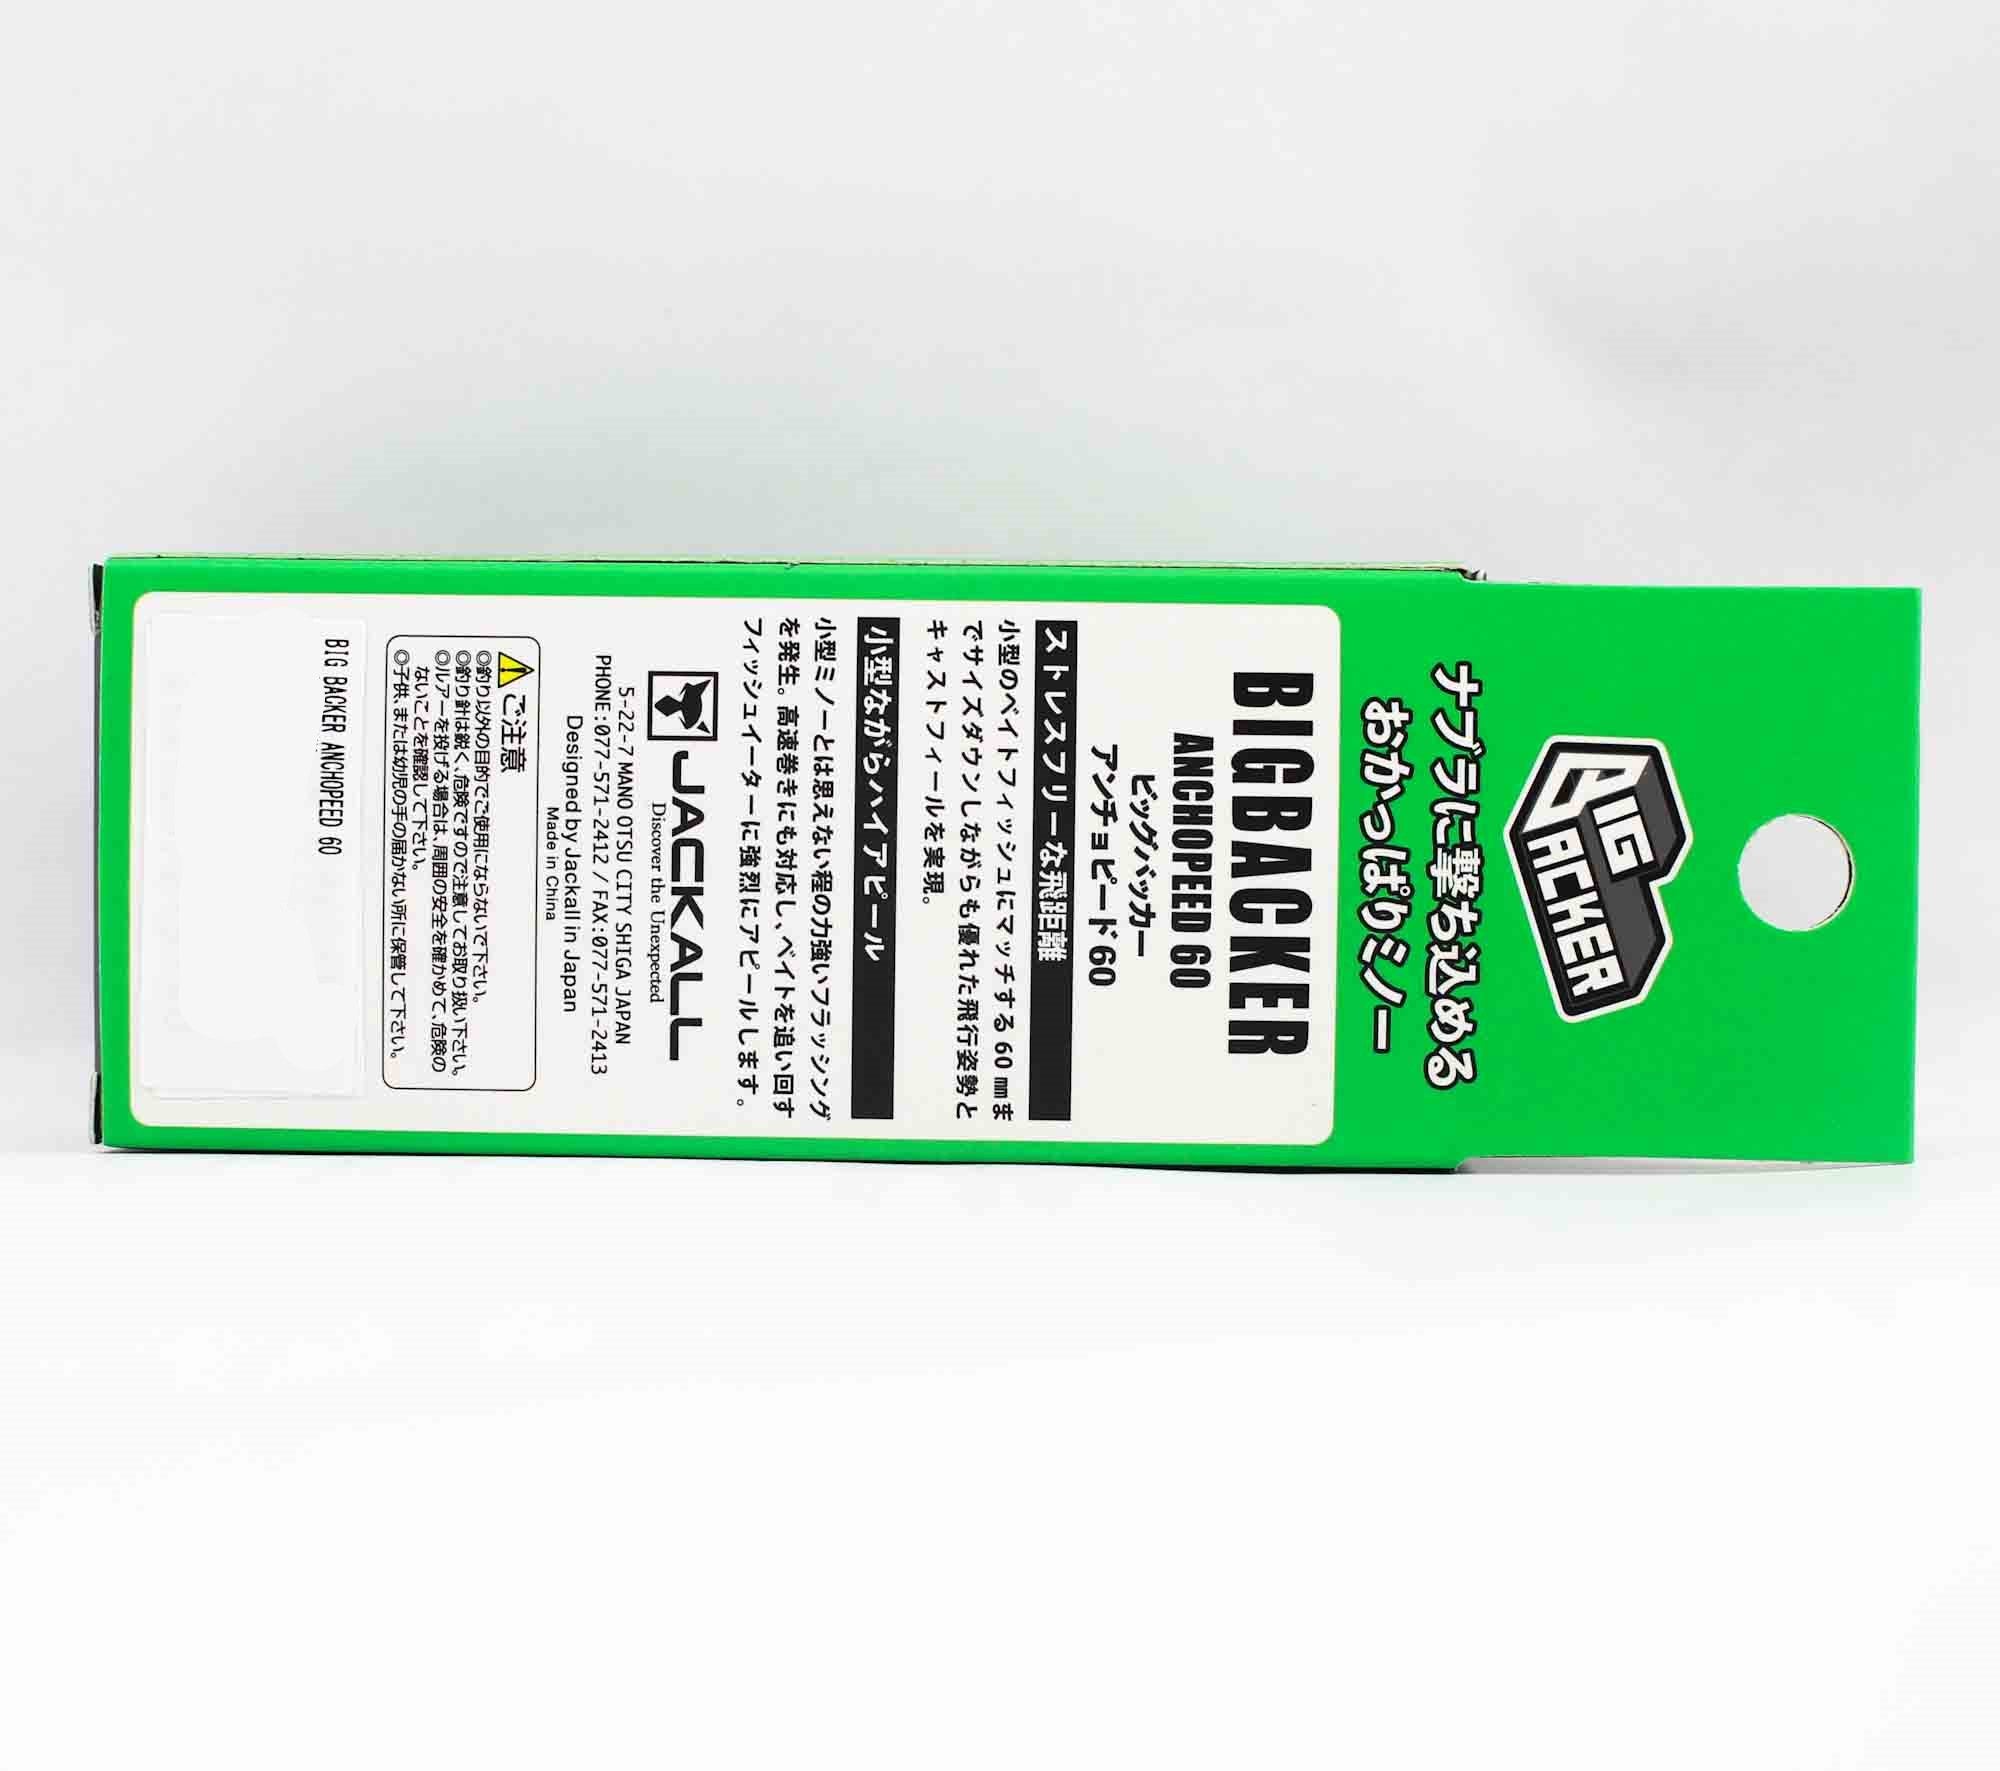 BIG BACKER
ナブラに撃ち込める
おかっぱりミノー
BIGBACKER
ANCHOPEED 60
ビッグバッカー
アンチョビード60
ストレスフリーな飛距離
小型のベイトフィッシュにマッチする60㎜ま
でサイズダウンしながらも優れた飛行姿勢と
キャストフィールを実現。
小型ながらハイアピール
小型ミノーとは思えない程の力強いフラッシング
を発生。高速巻きにも対応し、ベイトを追い回す
フィッシュイーターに強烈にアピールします。
JACKALL
Discover the Unexpected
5-22-7 MANO OTSU CITY SHIGA JAPAN
PHONE:077-571-2412 / FAX:077-571-2413
Designed by Jackall in Japan
Made in China
ご注意
◎釣り以外の目的でご使用にならないで下さい。
◎釣り針は鋭く、危険ですので注意してお取り扱い下さい。
◎ルアーを投げる場合は、周囲の安全を確かめて、危険の
ないことを確認して下さい。
◎子供、または幼児の手の届かない所に保管して下さい。
BIG BACKER ANCHOPEED 60